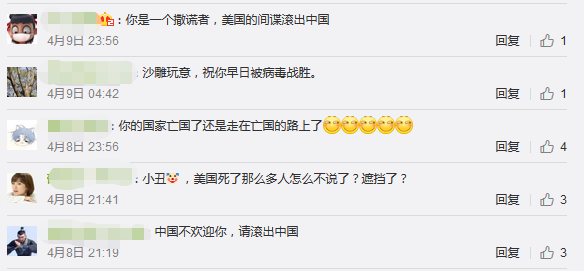 ：你是一个撒谎者，美国的间谍滚出中国
4月9日 23:56 回复 1
：沙雕玩意，祝你早日被病毒战胜。
4月9日 04:42 回复 1
：你的国家亡国了还是走在亡国的路上了
4月8日 23:56 回复 4
：小丑🤡，美国死了那么多人怎么不说了？遮挡了？
4月8日 21:41 回复 3
中国不欢迎你，请滚出中国
4月8日 21:19 回复 3